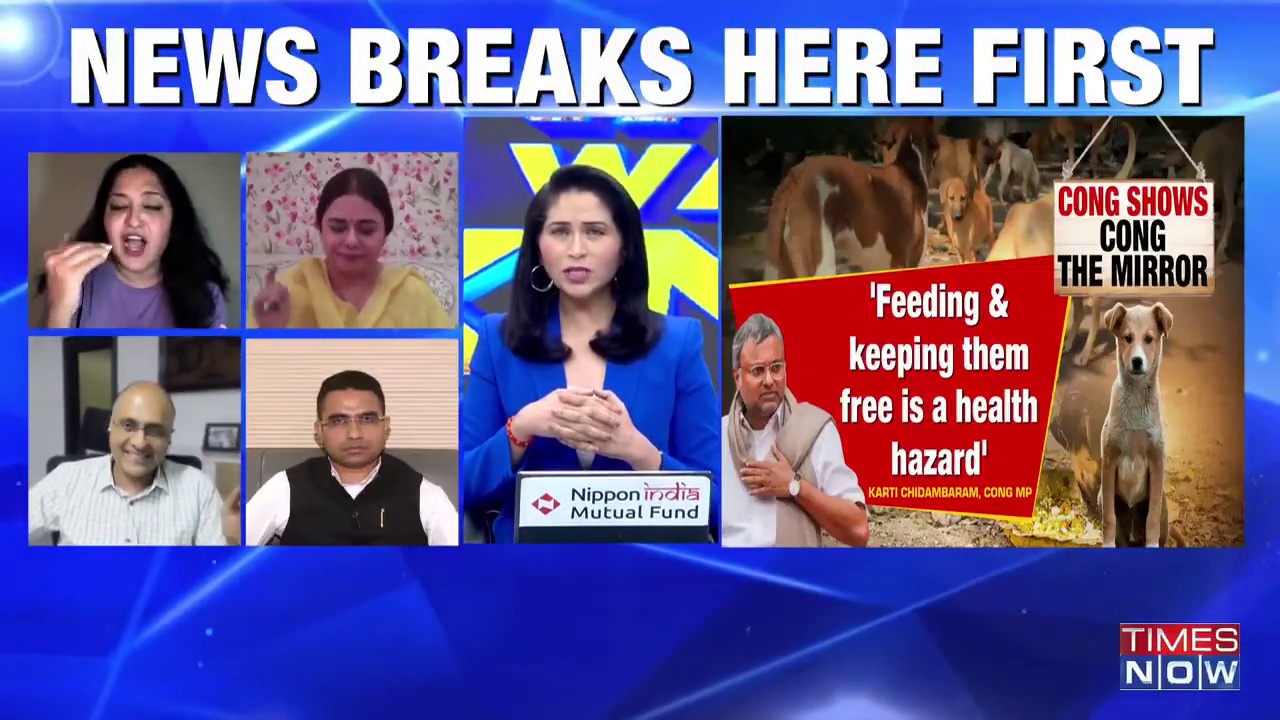 NEWS BREAKS HERE FIRST
CONG SHOWS
CONG
THE MIRROR
'Feeding &
keeping them
free is a health
hazard'
KARTI CHIDAMBARAM, CONG MP
Nippon india
Mutual Fund
TIMES
NOW